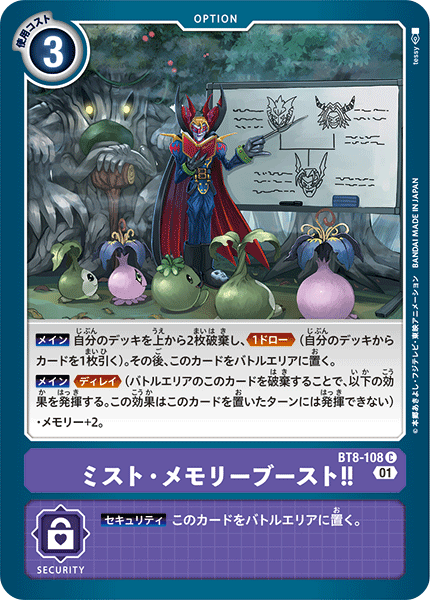 OPTION
使用コスト
3
tessy
メイン 自分のデッキを上から2枚破棄し、1ドロー（自分のデッキから
カードを1枚引く）。その後、このカードをバトルエリアに置く。
メイン ディレイ（バトルエリアのこのカードを破棄することで、以下の効
果を発揮する。この効果はこのカードを置いたターンには発揮できない）
・メモリー+2。
BT8-108 C
ミスト・メモリーブースト!!
01
セキュリティ このカードをバトルエリアに置く。
SECURITY
©本郷あきよし・フジテレビ・東映アニメーション BANDAI MADE IN JAPAN